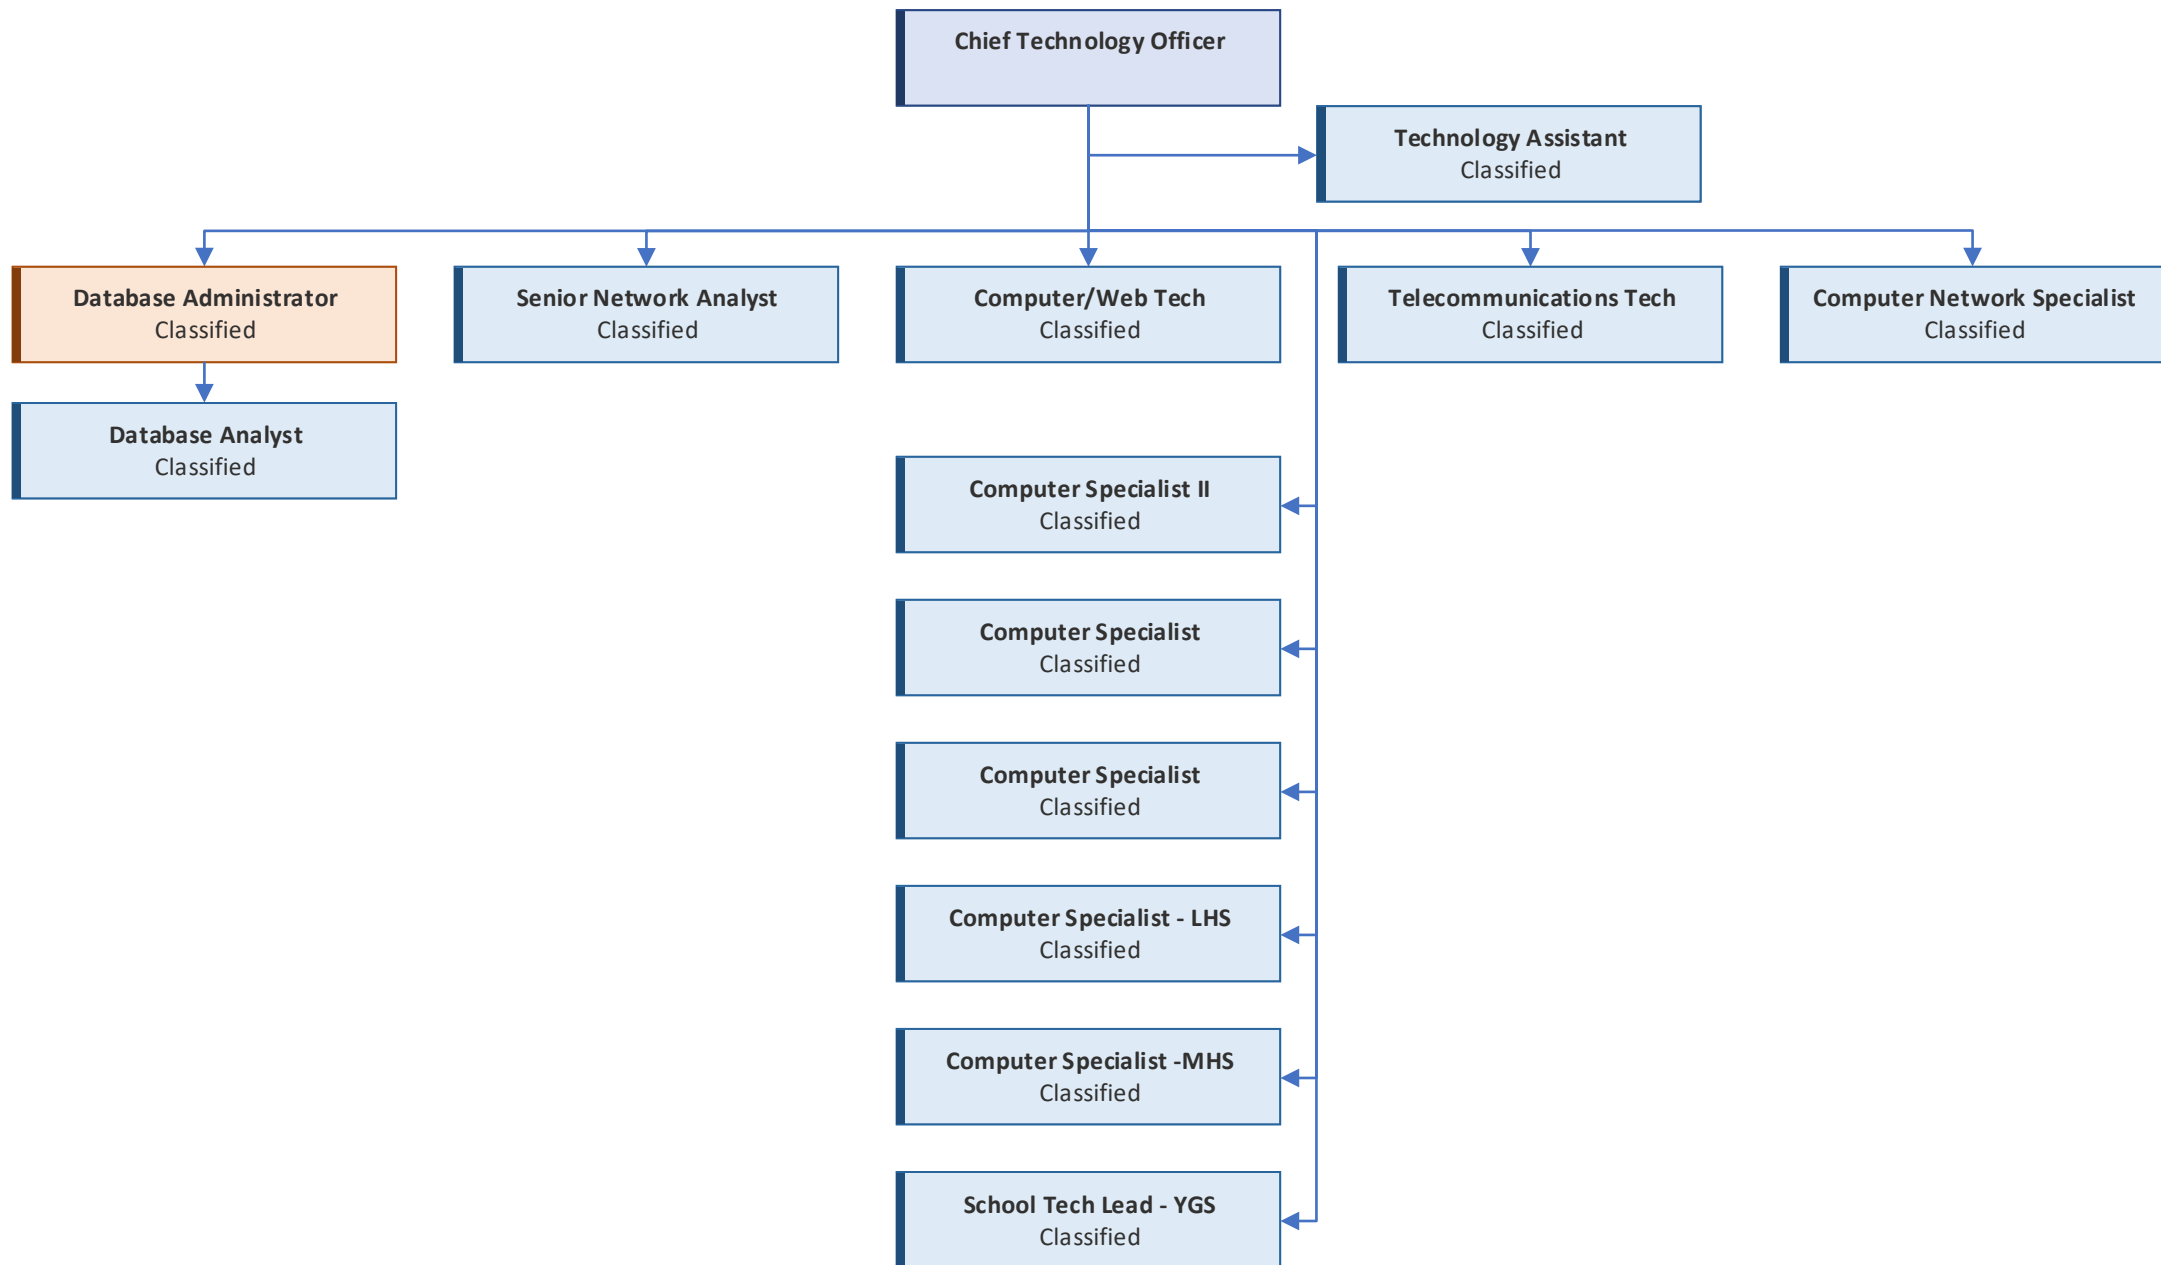 Chief Technology Officer
Technology Assistant
Classified
Database Administrator
Classified
Senior Network Analyst
Classified
Computer/Web Tech
Classified
Telecommunications Tech
Classified
Computer Network Specialist
Classified
Database Analyst
Classified
Computer Specialist II
Classified
Computer Specialist
Classified
Computer Specialist
Classified
Computer Specialist - LHS
Classified
Computer Specialist -MHS
Classified
School Tech Lead - YGS
Classified